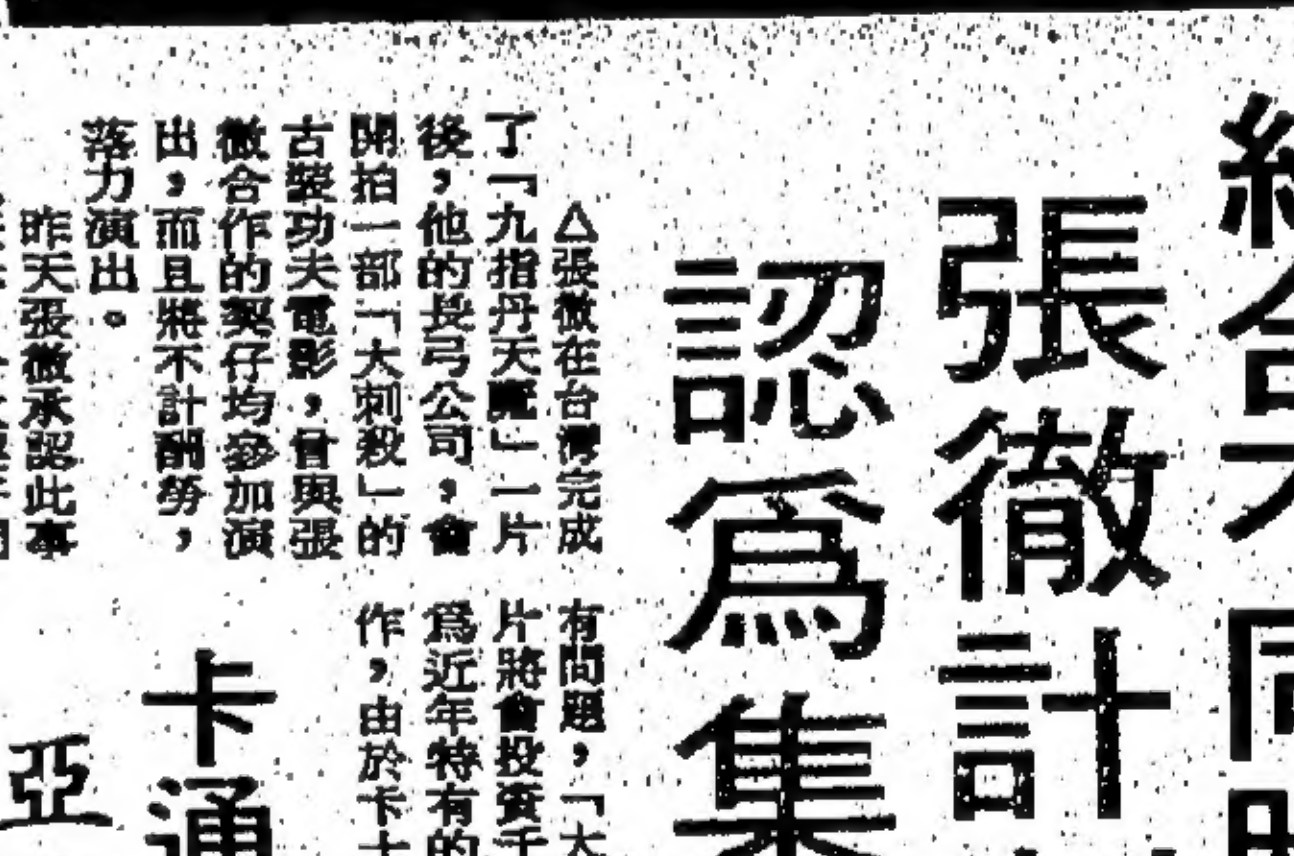 張徹計
認爲集
△張徹在台灣完成
了「九指丹天魔」一片
後，他的長弓公司，會
開拍一部「大刺殺」的
古裝功夫電影，曾與張
徹合作的契仔均參加演
出，而且將不計酬勞，
落力演出。
昨天張徹承認此事
有問題，「大
片將會投資千
爲近年特有的
作，由於卡士
卡通
亞